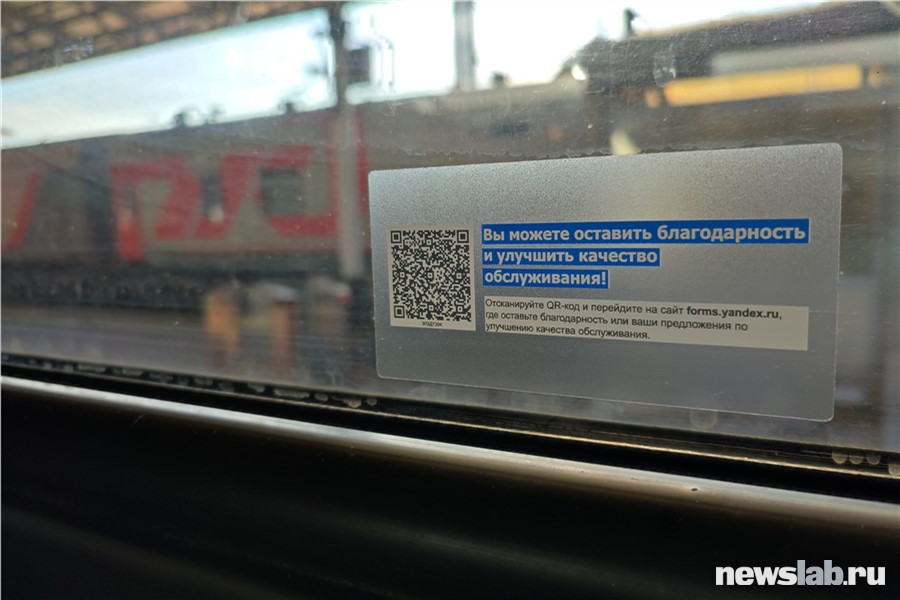 Вы можете оставить благодарность
и улучшить качество
обслуживания!
Отсканируйте QR-код и перейдите на сайт forms.yandex.ru,
где оставьте благодарность или ваши предложения по
улучшению качества обслуживания.
newslab.ru